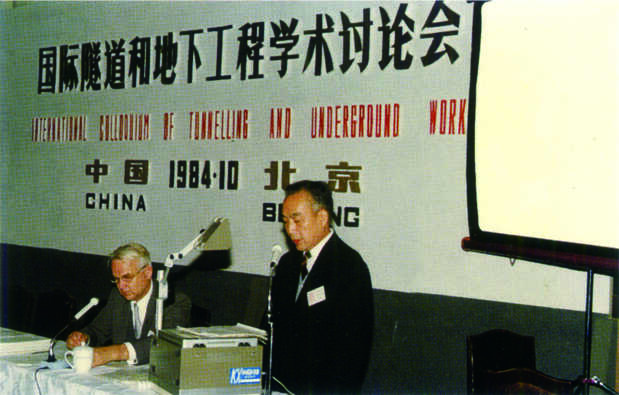 国际隧道和地下工程学术讨论会
INTERNATIONAL COLLOQUIUM OF TUNNELLING AND UNDERGROUND WORK
中国 1984·10 北京
CHINA
KX